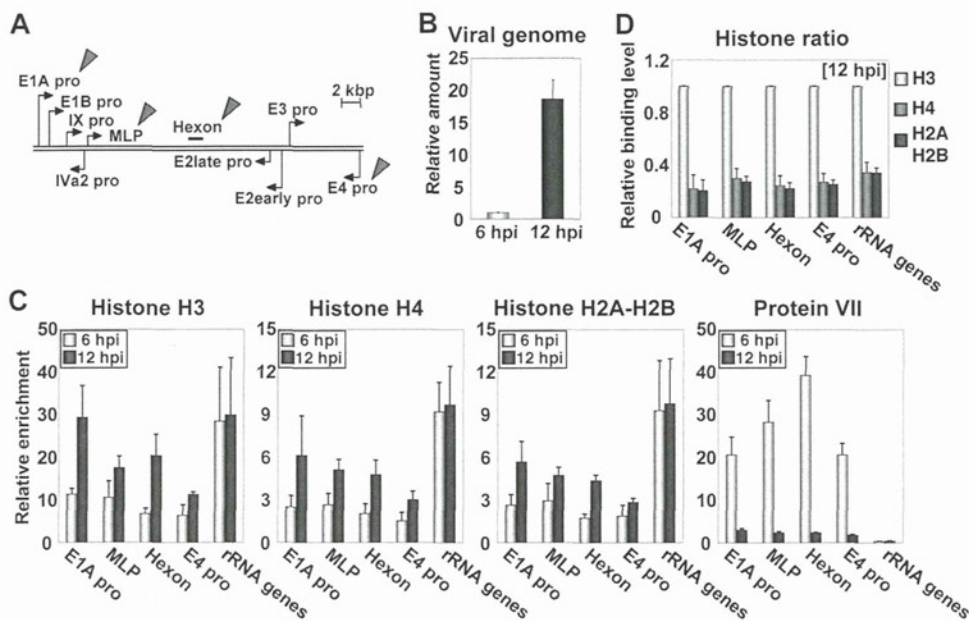 A
E1A pro
E1B pro
IX pro
MLP
Hexon
E3 pro
2 kbp
IVa2 pro
E2late pro
E2early pro
E4 pro
B
Viral genome
Relative amount
25
20
15
10
5
0
6 hpi
12 hpi
D
Histone ratio
[12 hpi]
Relative binding level
1.2
0.8
0.4
0
E1A pro
MLP
Hexon
E4 pro
rRNA genes
H3
H4
H2A
H2B
C
Histone H3
Relative enrichment
50
40
30
20
10
0
6 hpi
12 hpi
E1A pro
MLP
Hexon
E4 pro
rRNA genes
Histone H4
15
12
9
6
3
0
6 hpi
12 hpi
E1A pro
MLP
Hexon
E4 pro
rRNA genes
Histone H2A-H2B
15
12
9
6
3
0
6 hpi
12 hpi
E1A pro
MLP
Hexon
E4 pro
rRNA genes
Protein VII
50
40
30
20
10
0
6 hpi
12 hpi
E1A pro
MLP
Hexon
E4 pro
rRNA genes